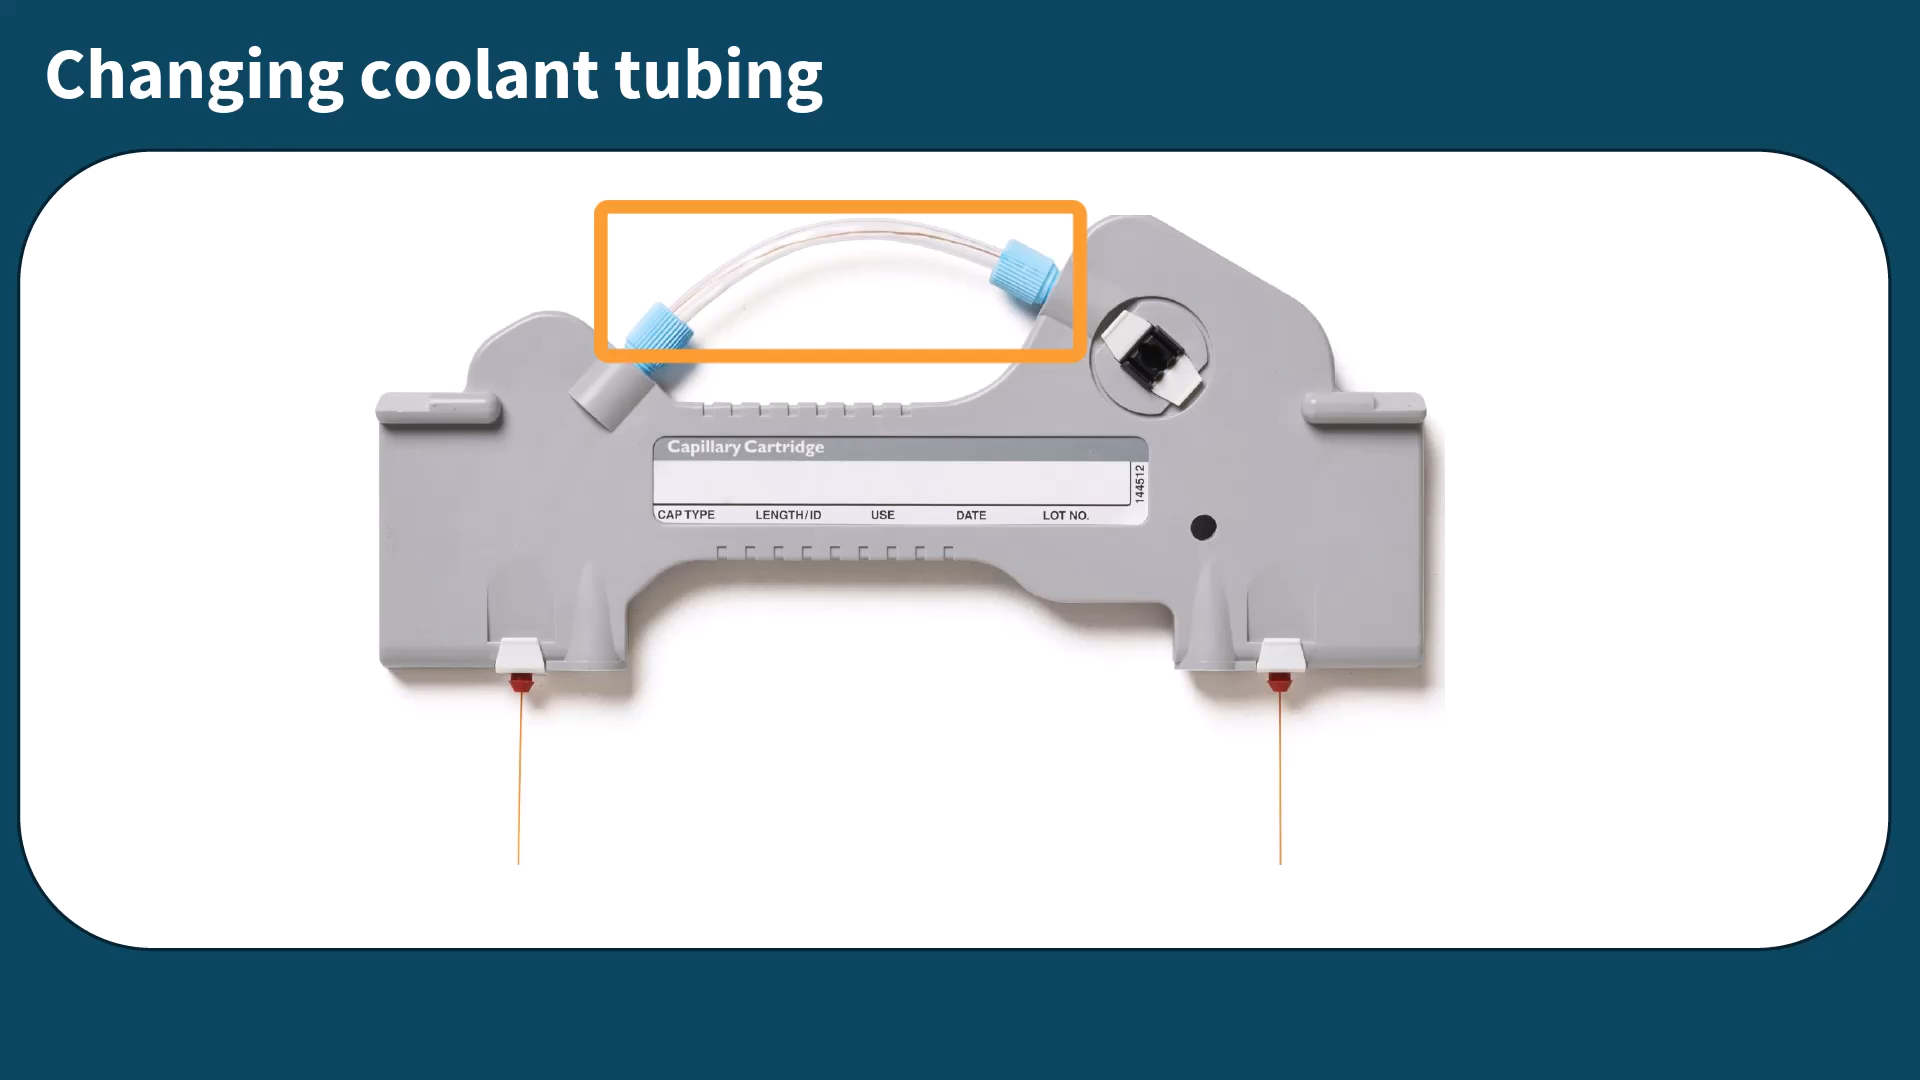 Changing coolant tubing
Capillary Cartridge
144512
CAP TYPE LENGTH/ID USE DATE LOT NO.